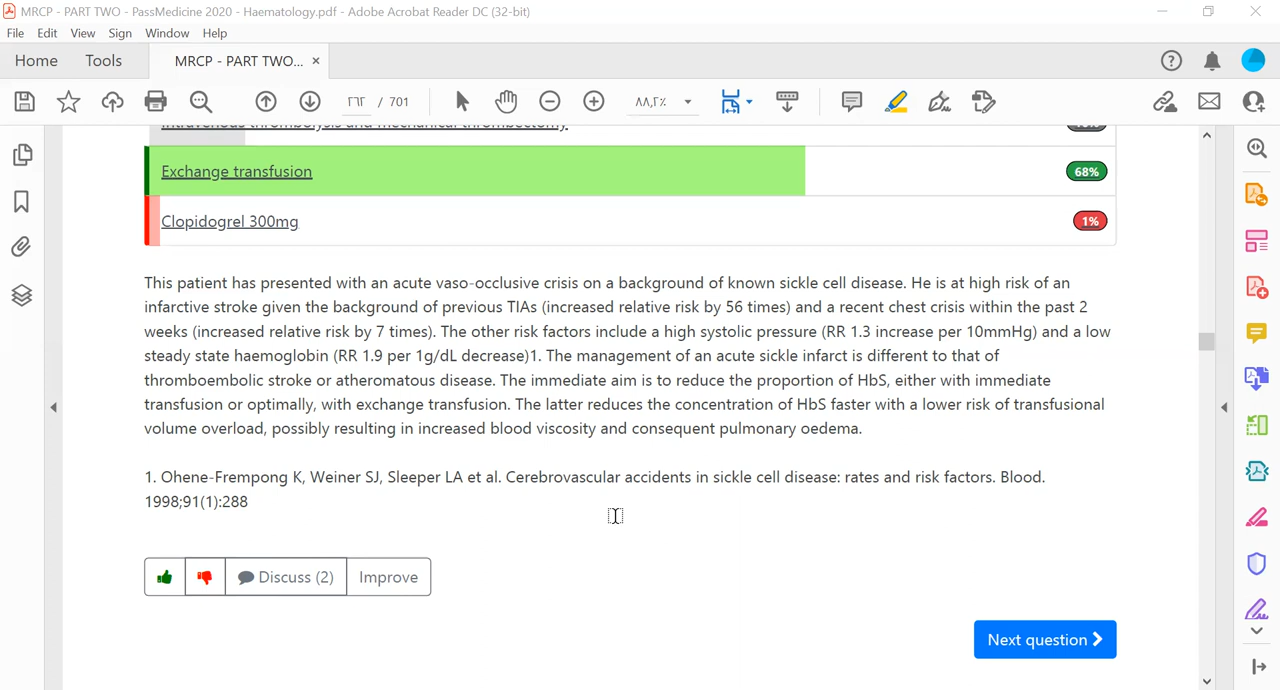 MRCP - PART TWO - PassMedicine 2020 - Haematology.pdf - Adobe Acrobat Reader DC (32-bit)
File Edit View Sign Window Help
Home Tools MRCP - PART TWO... ×
٣٦٢ / 701 ٨٨,٢٪
Intravenous thrombolysis and mechanical thrombectomy
Exchange transfusion 68%
Clopidogrel 300mg 1%
This patient has presented with an acute vaso-occlusive crisis on a background of known sickle cell disease. He is at high risk of an
infarctive stroke given the background of previous TIAs (increased relative risk by 56 times) and a recent chest crisis within the past 2
weeks (increased relative risk by 7 times). The other risk factors include a high systolic pressure (RR 1.3 increase per 10mmHg) and a low
steady state haemoglobin (RR 1.9 per 1g/dL decrease)1. The management of an acute sickle infarct is different to that of
thromboembolic stroke or atheromatous disease. The immediate aim is to reduce the proportion of HbS, either with immediate
transfusion or optimally, with exchange transfusion. The latter reduces the concentration of HbS faster with a lower risk of transfusional
volume overload, possibly resulting in increased blood viscosity and consequent pulmonary oedema.
1. Ohene-Frempong K, Weiner SJ, Sleeper LA et al. Cerebrovascular accidents in sickle cell disease: rates and risk factors. Blood.
1998;91(1):288
Discuss (2) Improve
Next question